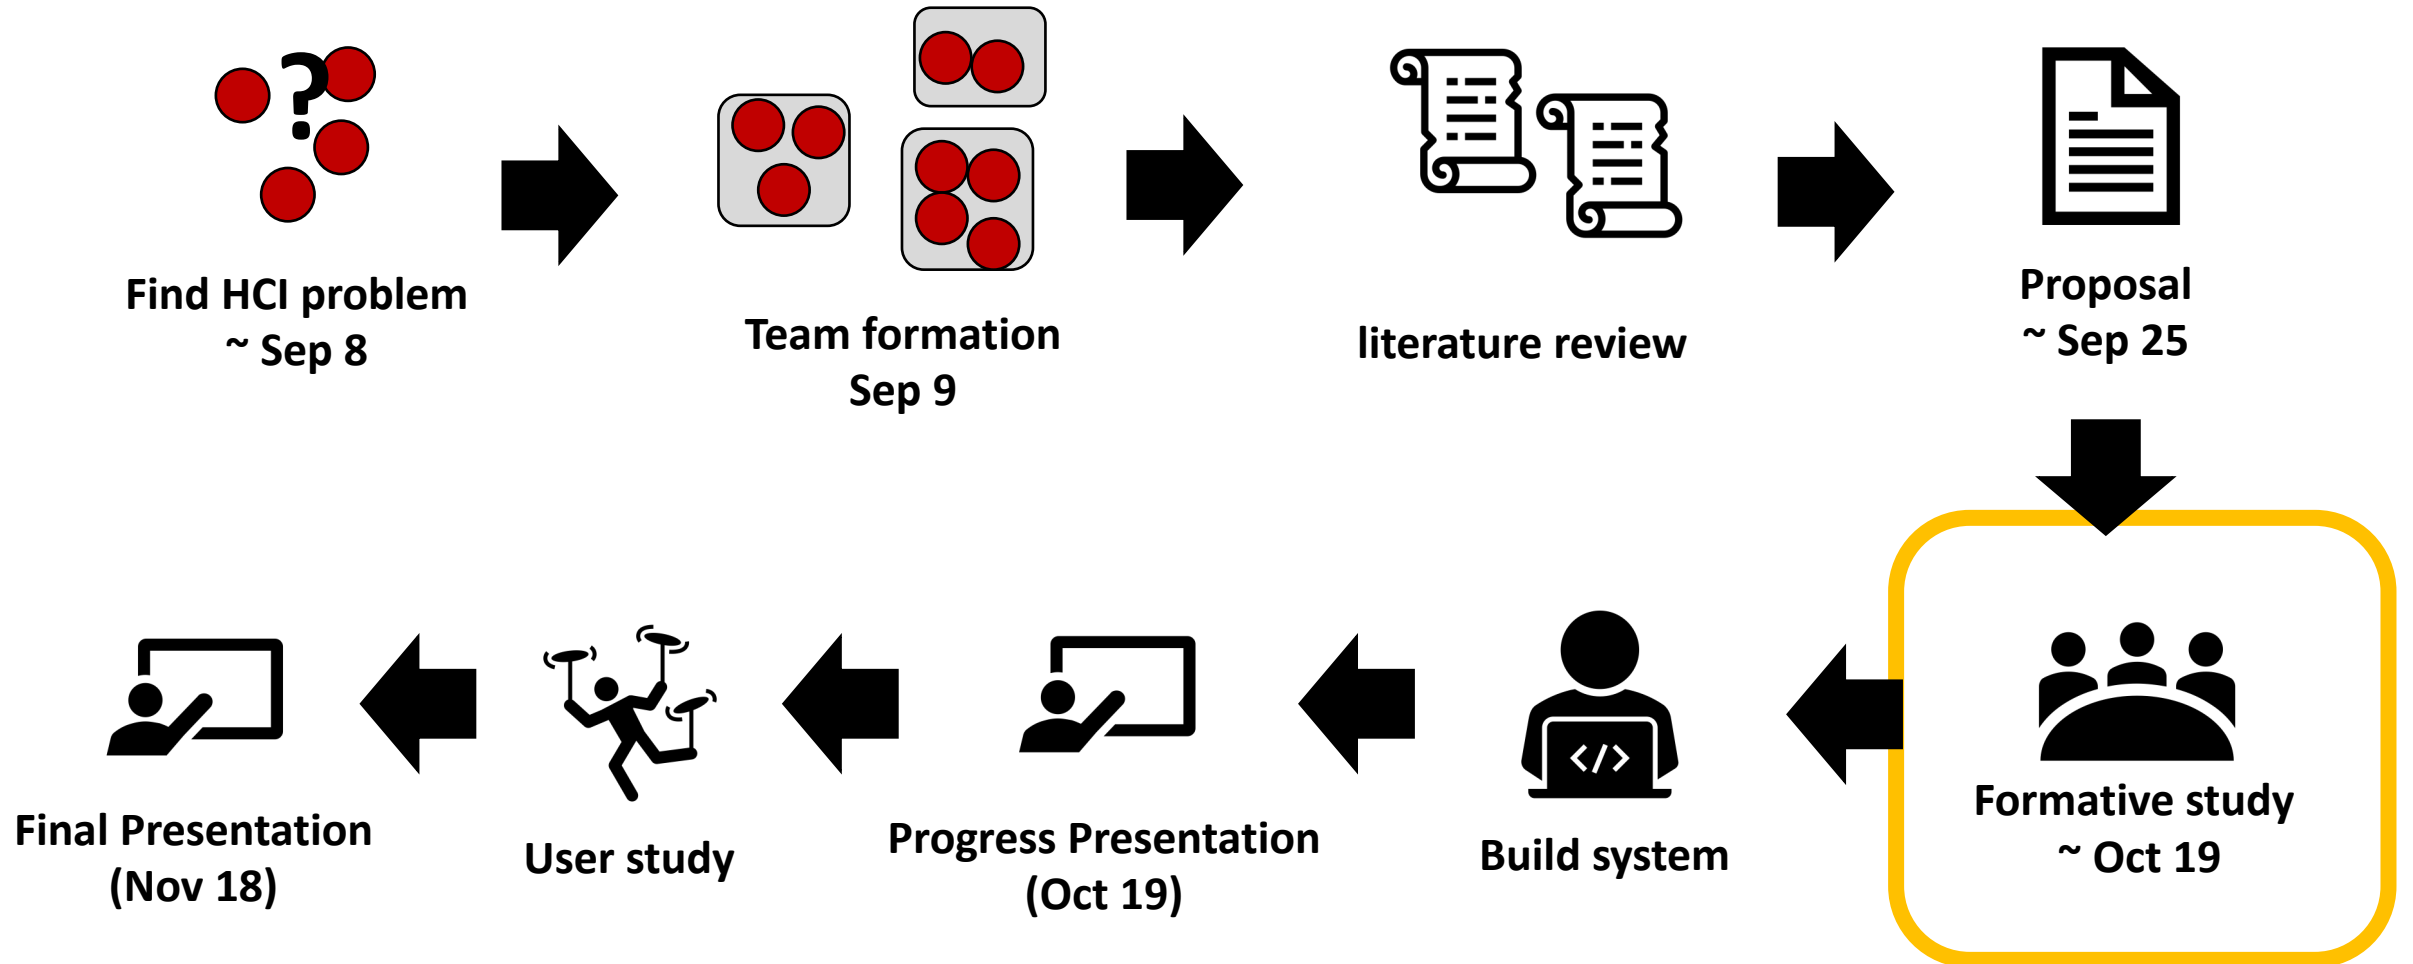 ?
Find HCI problem
~ Sep 8
Team formation
Sep 9
literature review
Proposal
~ Sep 25
Formative study
~ Oct 19
</>
Build system
Progress Presentation
(Oct 19)
User study
Final Presentation
(Nov 18)